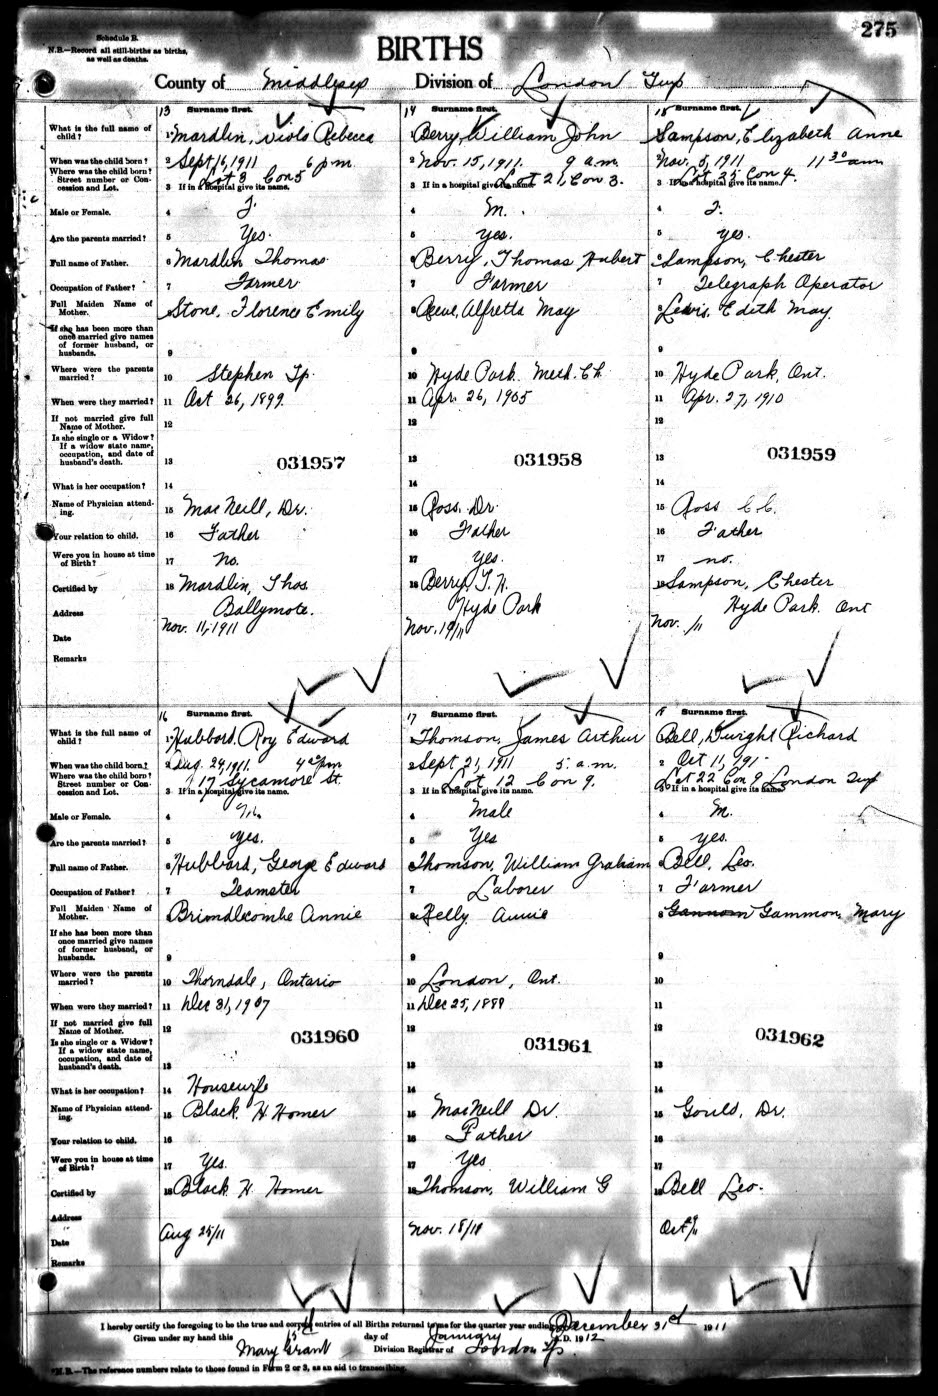 275
Schedule B.
N.B.—Record all still-births as births,
as well as deaths.
BIRTHS
County of Middlesex Division of London Twp
13 Surname first.
What is the full name of child? 1 Mardlin, Viola Rebecca
When was the child born? 2 Sept 16, 1911 6 p m
Where was the child born? Street number or Concession and Lot. Lot 3 Con 5
3 If in a hospital give its name.
Male or Female. 4 F.
Are the parents married? 5 Yes.
Full name of Father. 6 Mardlin Thomas
Occupation of Father? 7 Farmer
Full Maiden Name of Mother. 8 Stone, Florence Emily
If she has been more than once married give names of former husband, or husbands. 9
Where were the parents married? 10 Stephen Tp.
When were they married? 11 Oct 26, 1899
If not married give full Name of Mother. 12
Is she single or a Widow? If a widow state name, occupation, and date of husband's death. 13
031957
What is her occupation? 14
Name of Physician attending. 15 MacNeill, Dr.
Your relation to child. 16 Father
Were you in house at time of Birth? 17 No.
Certified by 18 Mardlin, Thos.
Address Ballymote.
Date Nov. 11, 1911
Remarks
14 Surname first.
1 Berry, William John
2 Nov. 15, 1911. 9 a.m.
Lot 21, Con 3.
3 If in a hospital give its name.
4 M.
5 yes.
6 Berry, Thomas Hubert
7 Farmer
8 Reeve, Alfretta May
9
10 Hyde Park Meth. Ch.
11 Apr. 26, 1905
12
13
031958
14
15 Ross, Dr.
16 Father
17 Yes.
18 Berry, T. H.
Hyde Park
Nov. 19/11
15 Surname first.
1 Sampson, Elizabeth Anne
2 Nov. 5, 1911 11 30 am
Lot 25 Con 4.
3 If in a hospital give its name.
4 F.
5 yes.
6 Sampson, Chester
7 Telegraph Operator
8 Lewis, Edith May
9
10 Hyde Park, Ont.
11 Apr. 27, 1910
12
13
031959
14
15 Ross C. C.
16 Father
17 no.
18 Sampson, Chester
Hyde Park. Ont
Nov. /11
16 Surname first.
What is the full name of child? 1 Hubbard, Roy Edward
When was the child born? 2 Aug. 24, 1911. pm
Where was the child born? Street number or Concession and Lot. 17 Sycamore St.
3 If in a hospital give its name.
Male or Female. 4
Are the parents married? 5 yes.
Full name of Father. 6 Hubbard, George Edward
Occupation of Father? 7 Teamster
Full Maiden Name of Mother. 8 Brimdlecombe Annie
If she has been more than once married give names of former husband, or husbands. 9
Where were the parents married? 10 Thorndale, Ontario
When were they married? 11 Dec 31, 1907
If not married give full Name of Mother. 12
Is she single or a Widow? If a widow state name, occupation, and date of husband's death. 13
031960
What is her occupation? 14 Housewife
Name of Physician attending. 15 Black H Homer
Your relation to child. 16
Were you in house at time of Birth? 17 Yes.
Certified by 18 Black H Homer
Address
Date Aug 25/11
Remarks
17 Surname first.
1 Thomson, James Arthur
2 Sept 21, 1911 5. a.m.
Lot 12 Con 9.
3 If in a hospital give its name.
4 Male
5 Yes
6 Thomson, William Graham
7 Laborer
8 Kelly Annie
9
10 London, Ont.
11 Dec 25, 1888
12
13
031961
14
15 MacNeill Dr.
16 Father
17 Yes
18 Thomson, William G
Nov. 18/11
Surname first.
Bell, Dwight Richard
2 Oct 11, 191
Lot 22 Con 9 London Twp
3 If in a hospital give its name.
4 M.
5 yes.
6 Bell, Leo.
7 Farmer
8 Gannom Gammon, Mary
9
10
11
12
13
031962
14
15 Gould, Dr.
16
17
18 Bell Leo.
Oct /11
I hereby certify the foregoing to be the true and correct entries of all Births returned to me for the quarter year ending December 31st 1911
Given under my hand this day of January A.D. 1912
Mary Grant Division Registrar of London Tp.
N.B.—The reference numbers relate to those found in Form 2 or 3, as an aid to transcribing.